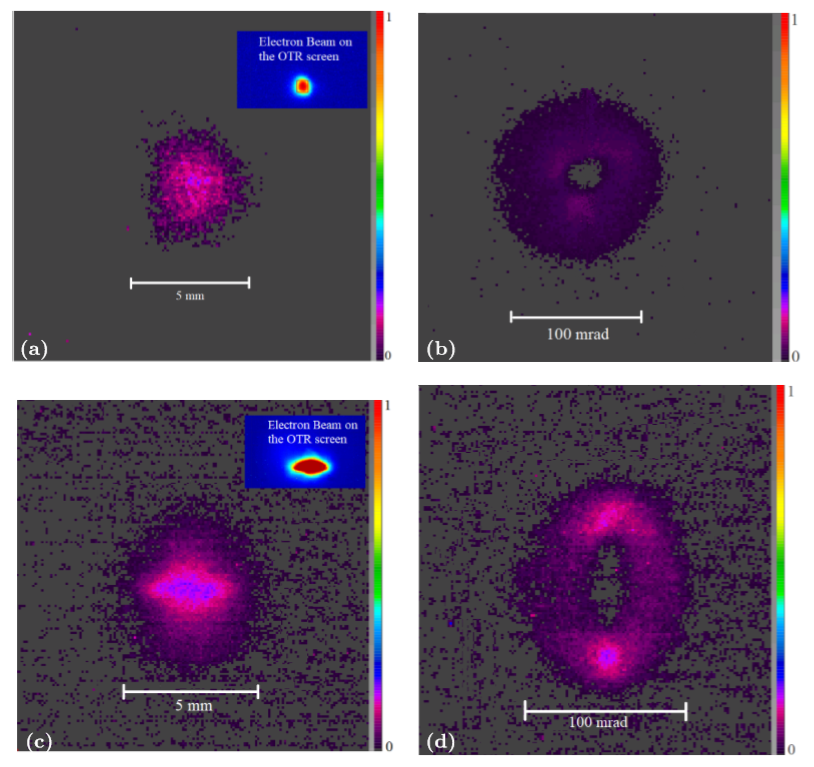 Electron Beam on
the OTR screen
1
5 mm
(a)
0
1
100 mrad
(b)
0
Electron Beam on
the OTR screen
1
5 mm
(c)
0
1
100 mrad
(d)
0